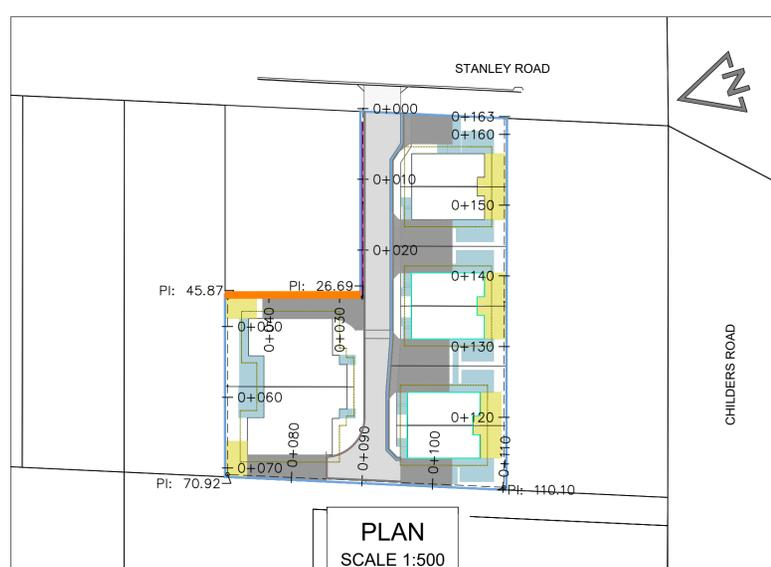 STANLEY ROAD
N
0+000
0+163
0+160
0+010
0+150
0+020
0+140
PI: 45.87
PI: 26.69
0+050
0+040
0+030
0+130
CHILDERS ROAD
0+060
0+120
0+080
0+090
0+100
0+110
0+070
PI: 70.92
PI: 110.10
PLAN
SCALE 1:500